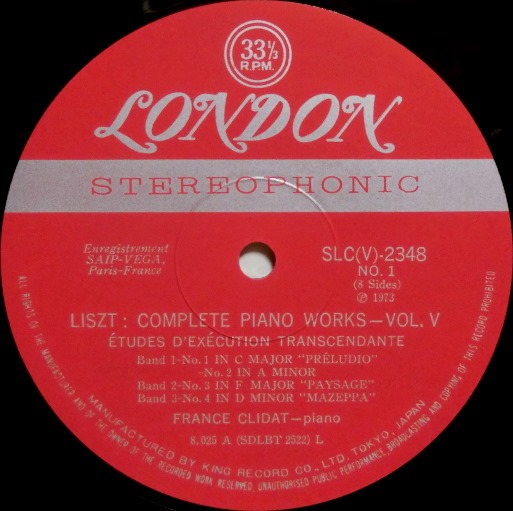 33 1/3
R.P.M.
LONDON
STEREOPHONIC
Enregistrement
SAIP-VEGA,
Paris-France
SLC(V)-2348
NO. 1
(8 Sides)
Ⓟ 1973
LISZT : COMPLETE PIANO WORKS—VOL. V
ÉTUDES D'EXÉCUTION TRANSCENDANTE
Band 1-No. 1 IN C MAJOR "PRÉLUDIO"
-No. 2 IN A MINOR
Band 2-No. 3 IN F MAJOR "PAYSAGE"
Band 3-No. 4 IN D MINOR "MAZEPPA"
FRANCE CLIDAT—piano
8.025 A (SDLBT 2522) L
MANUFACTURED BY KING RECORD CO., LTD. TOKYO, JAPAN
ALL RIGHTS OF THE MANUFACTURER AND OF THE OWNER OF THE RECORDED WORK RESERVED. UNAUTHORISED PUBLIC PERFORMANCE, BROADCASTING AND COPYING OF THIS RECORD PROHIBITED